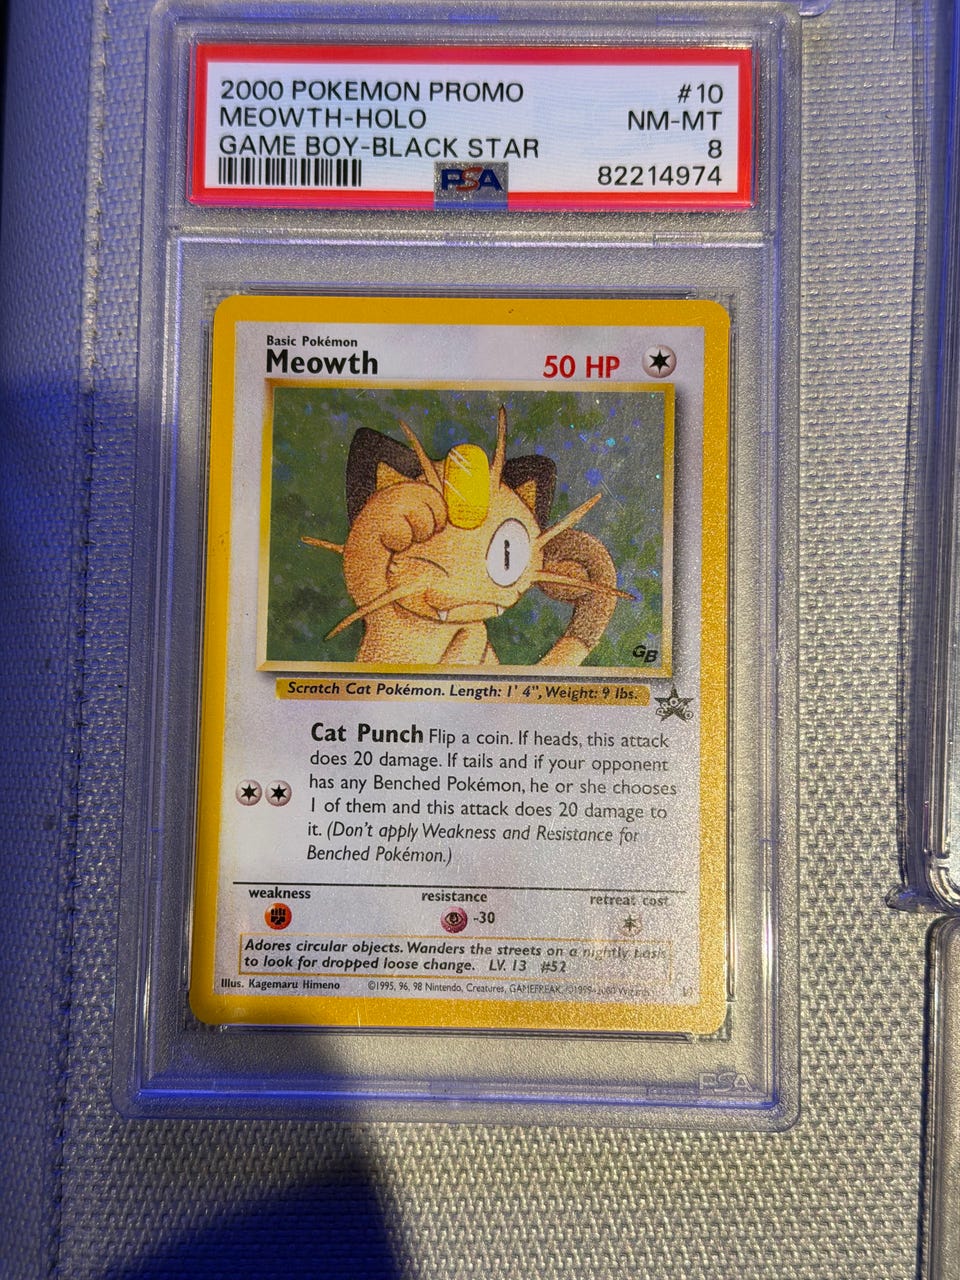 2000 POKEMON PROMO #10
MEOWTH-HOLO NM-MT
GAME BOY-BLACK STAR 8
PSA 82214974
Basic Pokémon
Meowth 50 HP
GB
Scratch Cat Pokémon. Length: 1' 4", Weight: 9 lbs.
PROMO
Cat Punch Flip a coin. If heads, this attack
does 20 damage. If tails and if your opponent
has any Benched Pokémon, he or she chooses
1 of them and this attack does 20 damage to
it. (Don't apply Weakness and Resistance for
Benched Pokémon.)
weakness resistance retreat cost
-30
Adores circular objects. Wanders the streets on a nightly basis
to look for dropped loose change. LV. 13 #52
Illus. Kagemaru Himeno ©1995, 96, 98 Nintendo, Creatures, GAMEFREAK. ©1999-2000 Wizards.
PSA